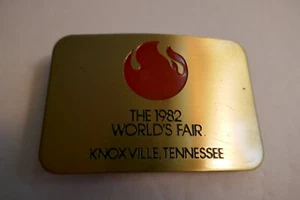 THE 1982
WORLD'S FAIR
KNOXVILLE, TENNESSEE